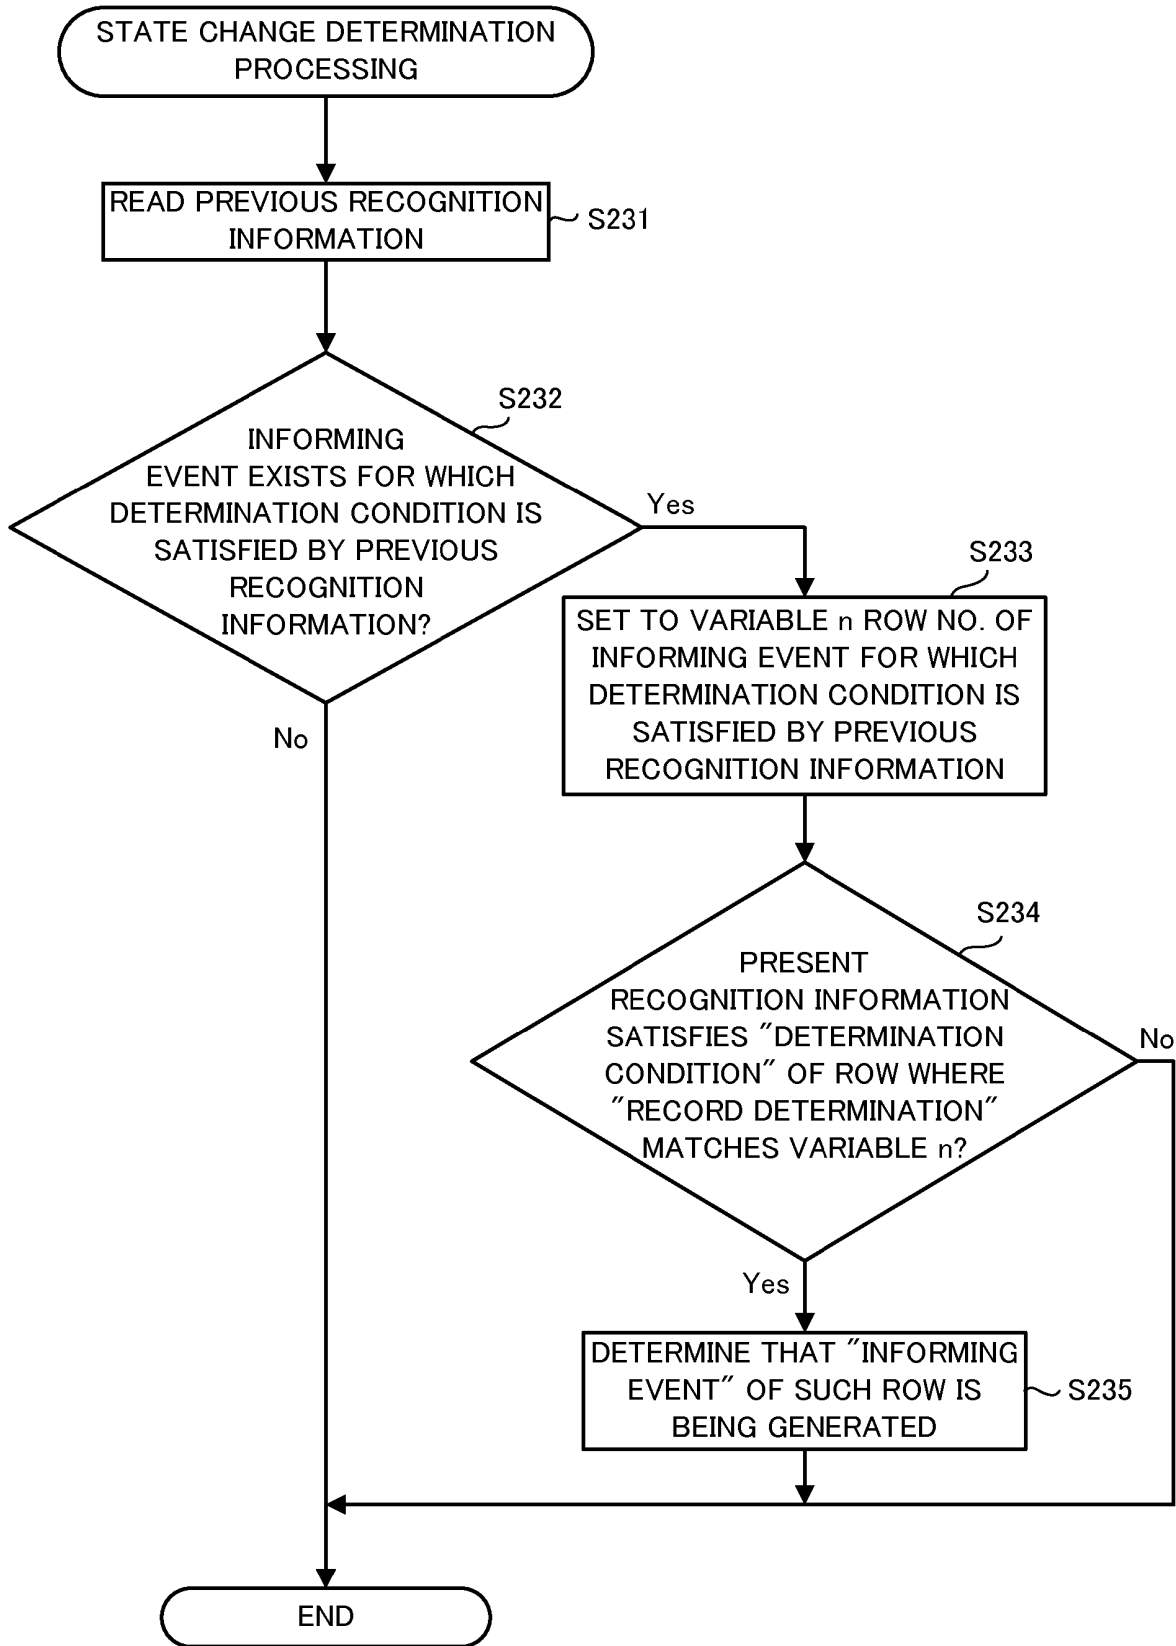 STATE CHANGE DETERMINATION
PROCESSING
READ PREVIOUS RECOGNITION
INFORMATION
S231
S232
INFORMING
EVENT EXISTS FOR WHICH
DETERMINATION CONDITION IS
SATISFIED BY PREVIOUS
RECOGNITION
INFORMATION?
Yes
No
S233
SET TO VARIABLE n ROW NO. OF
INFORMING EVENT FOR WHICH
DETERMINATION CONDITION IS
SATISFIED BY PREVIOUS
RECOGNITION INFORMATION
S234
PRESENT
RECOGNITION INFORMATION
SATISFIES "DETERMINATION
CONDITION" OF ROW WHERE
"RECORD DETERMINATION"
MATCHES VARIABLE n?
No
Yes
DETERMINE THAT "INFORMING
EVENT" OF SUCH ROW IS
BEING GENERATED
S235
END